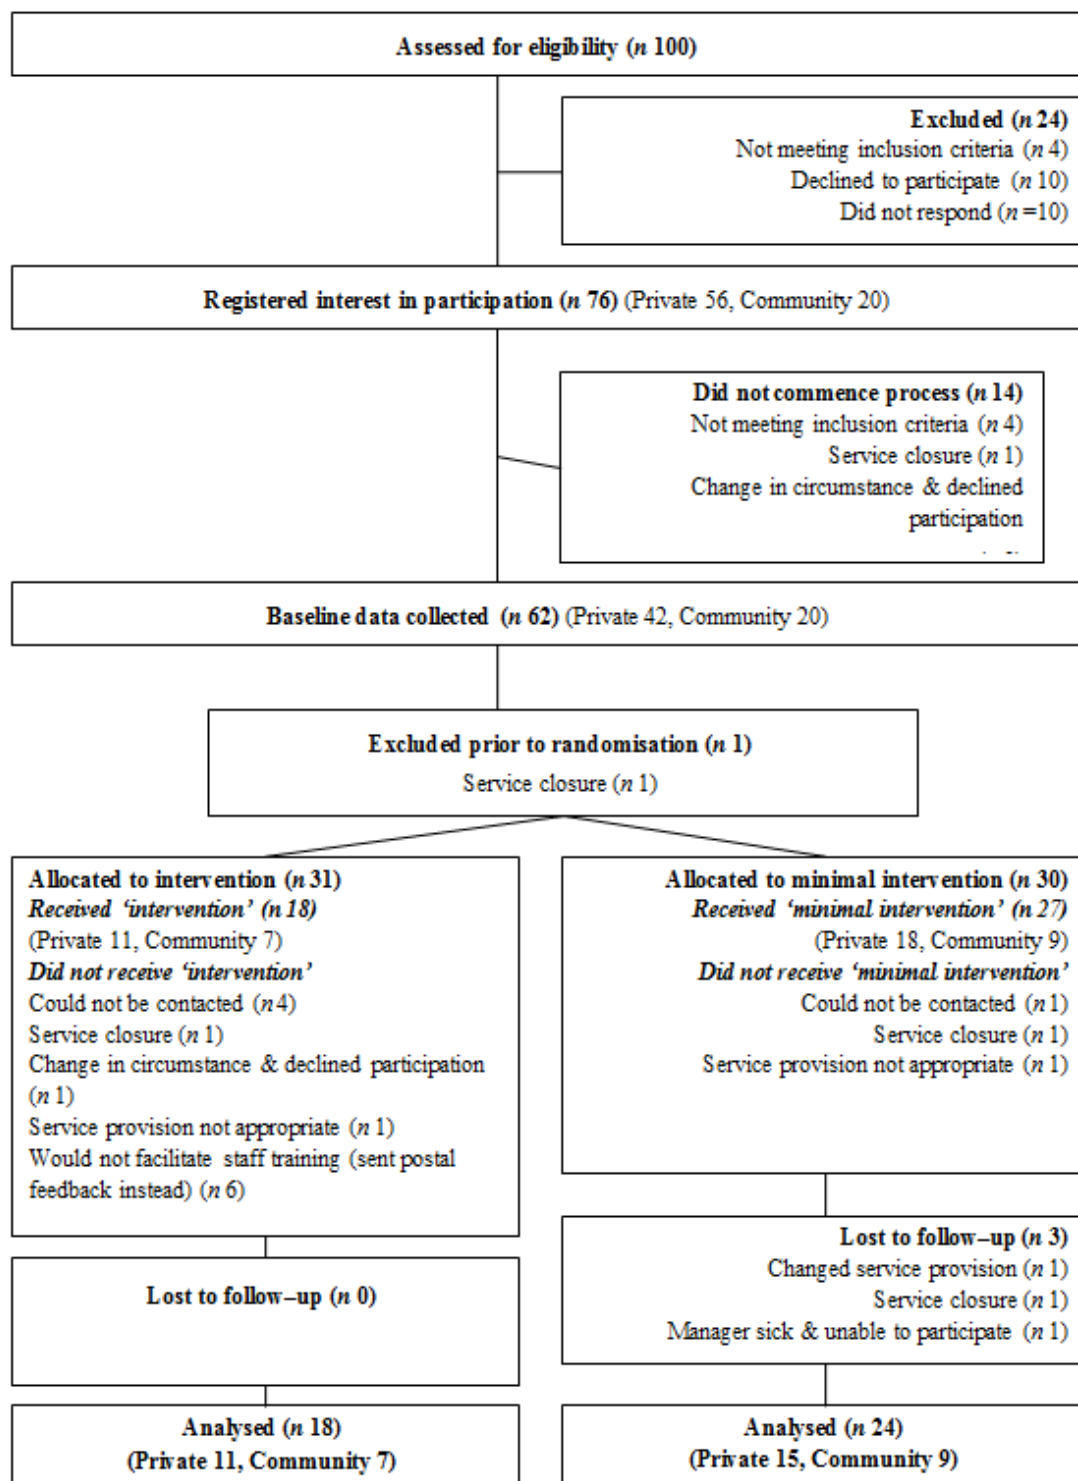 Assessed for eligibility (n 100)
Excluded (n 24)
Not meeting inclusion criteria (n 4)
Declined to participate (n 10)
Did not respond (n =10)
Registered interest in participation (n 76) (Private 56, Community 20)
Did not commence process (n 14)
Not meeting inclusion criteria (n 4)
Service closure (n 1)
Change in circumstance & declined
participation
Baseline data collected (n 62) (Private 42, Community 20)
Excluded prior to randomisation (n 1)
Service closure (n 1)
Allocated to intervention (n 31)
Received ‘intervention’ (n 18)
(Private 11, Community 7)
Did not receive ‘intervention’
Could not be contacted (n 4)
Service closure (n 1)
Change in circumstance & declined participation
(n 1)
Service provision not appropriate (n 1)
Would not facilitate staff training (sent postal
feedback instead) (n 6)
Allocated to minimal intervention (n 30)
Received ‘minimal intervention’ (n 27)
(Private 18, Community 9)
Did not receive ‘minimal intervention’
Could not be contacted (n 1)
Service closure (n 1)
Service provision not appropriate (n 1)
Lost to follow–up (n 0)
Lost to follow–up (n 3)
Changed service provision (n 1)
Service closure (n 1)
Manager sick & unable to participate (n 1)
Analysed (n 18)
(Private 11, Community 7)
Analysed (n 24)
(Private 15, Community 9)